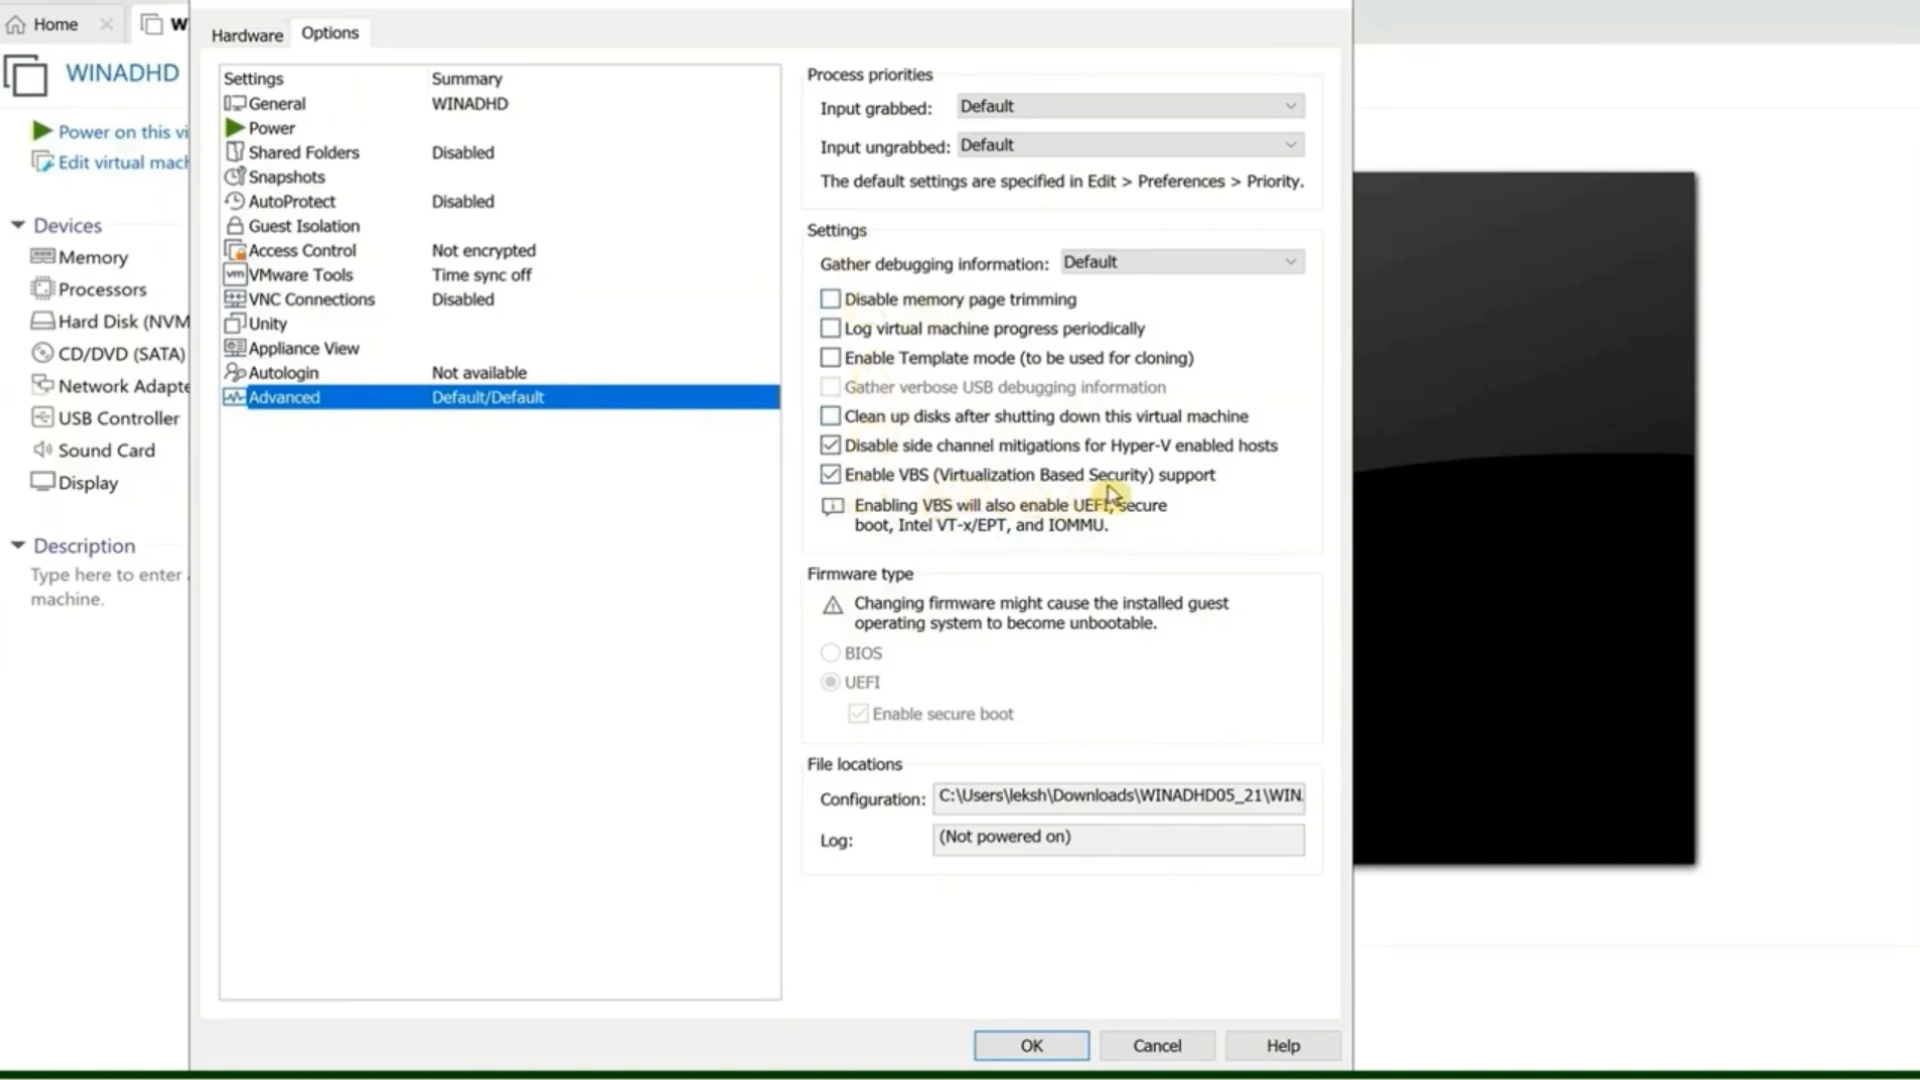 Home
W
WINADHD
Power on this vi
Edit virtual mach
Devices
Memory
Processors
Hard Disk (NVM
CD/DVD (SATA)
Network Adapte
USB Controller
Sound Card
Display
Description
Type here to enter
machine.
Hardware
Options
Settings Summary
General WINADHD
Power
Shared Folders Disabled
Snapshots
AutoProtect Disabled
Guest Isolation
Access Control Not encrypted
vm VMware Tools Time sync off
VNC Connections Disabled
Unity
Appliance View
Autologin Not available
Advanced Default/Default
Process priorities
Input grabbed: Default
Input ungrabbed: Default
The default settings are specified in Edit > Preferences > Priority.
Settings
Gather debugging information: Default
Disable memory page trimming
Log virtual machine progress periodically
Enable Template mode (to be used for cloning)
Gather verbose USB debugging information
Clean up disks after shutting down this virtual machine
Disable side channel mitigations for Hyper-V enabled hosts
Enable VBS (Virtualization Based Security) support
Enabling VBS will also enable UEFI, secure
boot, Intel VT-x/EPT, and IOMMU.
Firmware type
Changing firmware might cause the installed guest
operating system to become unbootable.
BIOS
UEFI
Enable secure boot
File locations
Configuration: C:\Users\leksh\Downloads\WINADHD05_21\WIN.
Log: (Not powered on)
OK
Cancel
Help